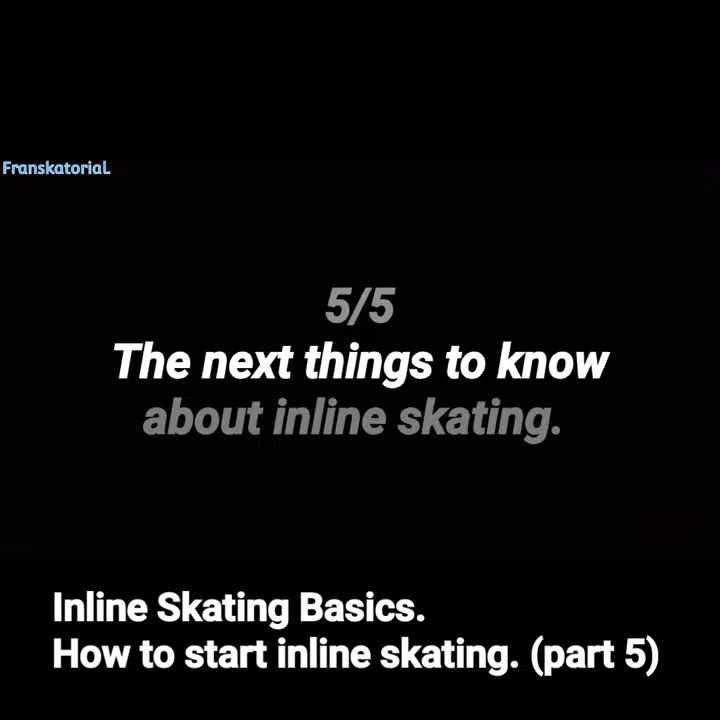 Franskatorial.
5/5
The next things to know
about inline skating.
Inline Skating Basics.
How to start inline skating. (part 5)